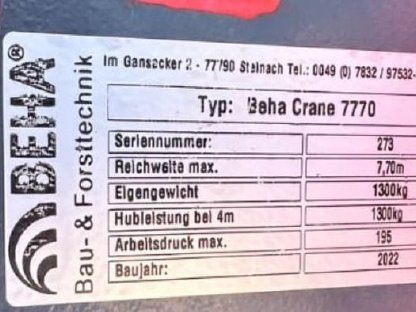 BEHA®
Bau- & Forsttechnik
Im Gansacker 2 - 77790 Steinach Tel.: 0049 (0) 7832 / 97532-
Typ: Beha Crane 7770
Seriennummer: 273
Reichweite max. 7,70m
Eigengewicht 1300kg
Hubleistung bei 4m 1300kg
Arbeitsdruck max. 195
Baujahr: 2022